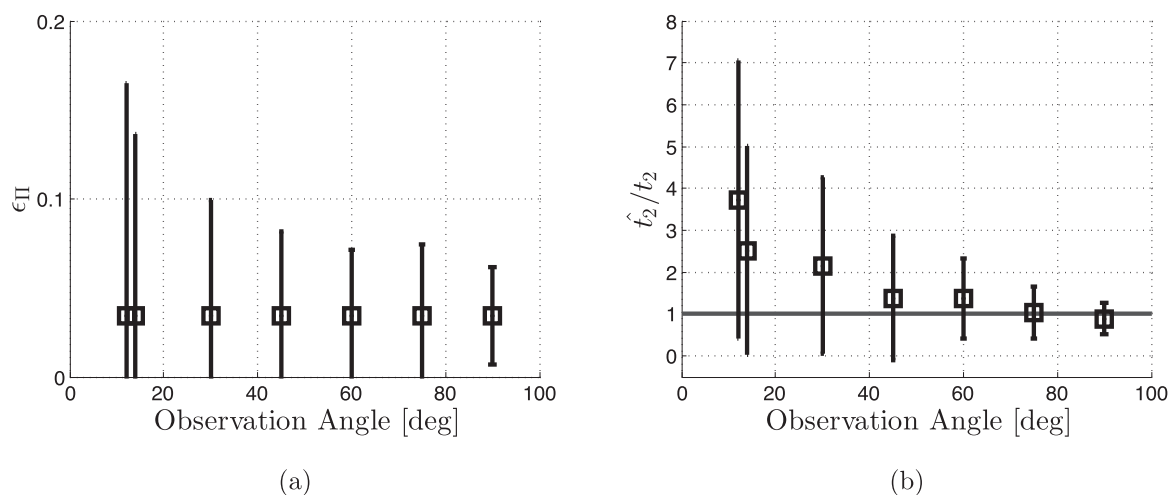 0.2
0.1
0
ϵ_Π
0 20 40 60 80 100
Observation Angle [deg]
(a)
8
7
6
5
4
3
2
1
0
t̂_2/t_2
0 20 40 60 80 100
Observation Angle [deg]
(b)